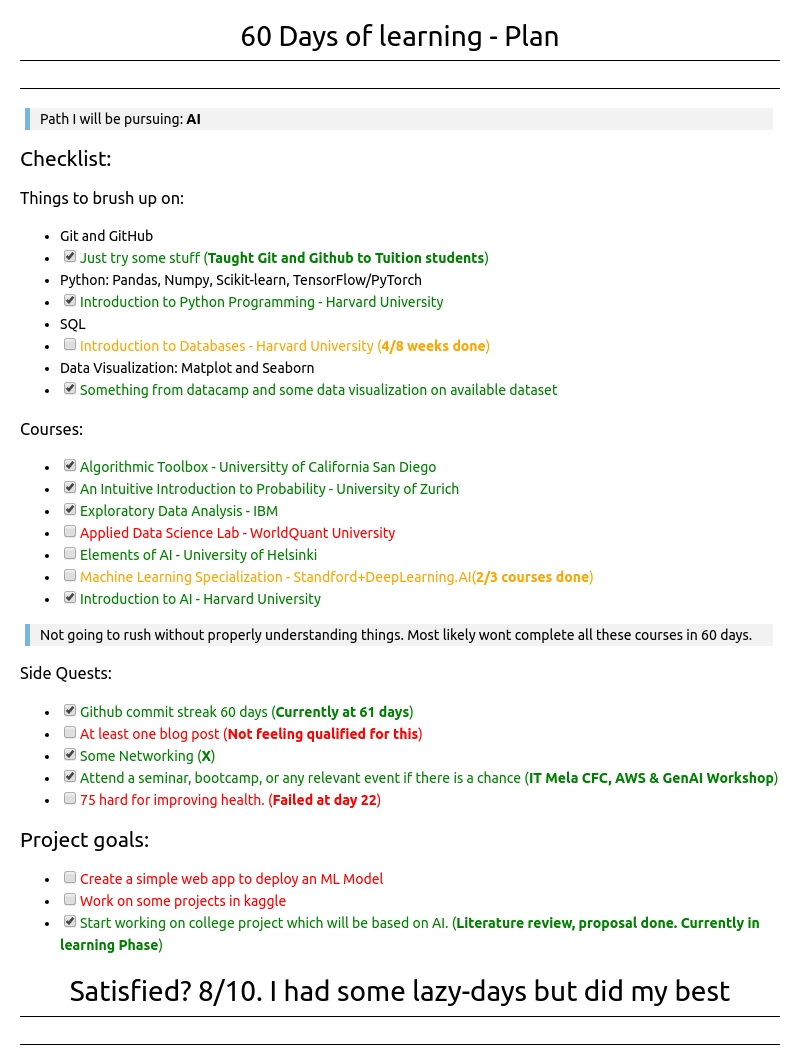 60 Days of learning - Plan
Path I will be pursuing: AI
Checklist:
Things to brush up on:
Git and GitHub
Just try some stuff (Taught Git and Github to Tuition students)
Python: Pandas, Numpy, Scikit-learn, TensorFlow/PyTorch
Introduction to Python Programming - Harvard University
SQL
Introduction to Databases - Harvard University (4/8 weeks done)
Data Visualization: Matplot and Seaborn
Something from datacamp and some data visualization on available dataset
Courses:
Algorithmic Toolbox - Universitty of California San Diego
An Intuitive Introduction to Probability - University of Zurich
Exploratory Data Analysis - IBM
Applied Data Science Lab - WorldQuant University
Elements of AI - University of Helsinki
Machine Learning Specialization - Standford+DeepLearning.AI(2/3 courses done)
Introduction to AI - Harvard University
Not going to rush without properly understanding things. Most likely wont complete all these courses in 60 days.
Side Quests:
Github commit streak 60 days (Currently at 61 days)
At least one blog post (Not feeling qualified for this)
Some Networking (X)
Attend a seminar, bootcamp, or any relevant event if there is a chance (IT Mela CFC, AWS & GenAI Workshop)
75 hard for improving health. (Failed at day 22)
Project goals:
Create a simple web app to deploy an ML Model
Work on some projects in kaggle
Start working on college project which will be based on AI. (Literature review, proposal done. Currently in
learning Phase)
Satisfied? 8/10. I had some lazy-days but did my best